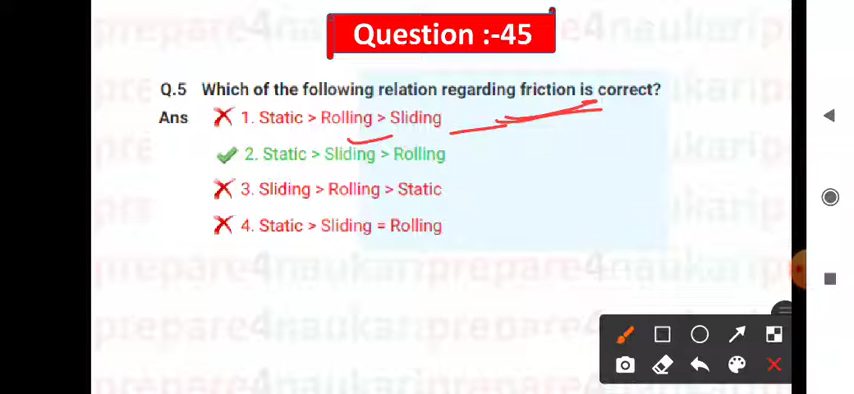 Question :-45
Q.5 Which of the following relation regarding friction is correct?
Ans 1. Static > Rolling > Sliding
2. Static > Sliding > Rolling
3. Sliding > Rolling > Static
4. Static > Sliding = Rolling
prepare4naukari